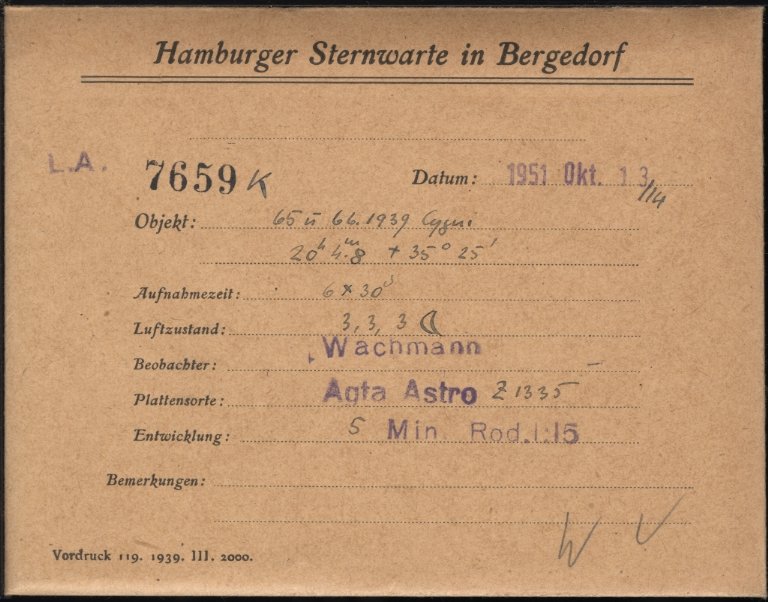 Hamburger Sternwarte in Bergedorf
L.A. 7659 K Datum: 1951 Okt. 13/14
Objekt: 65 ū 66.1939 Cygni
20ʰ 4.ᵐ8 + 35° 25'
Aufnahmezeit: 6 × 30ˢ
Luftzustand: 3, 3, 3 ☾
Beobachter: Wachmann
Plattensorte: Agfa Astro Z 1335
Entwicklung: 5 Min. Rod. 1:15
Bemerkungen:
W
Vordruck 119. 1939. III. 2000.